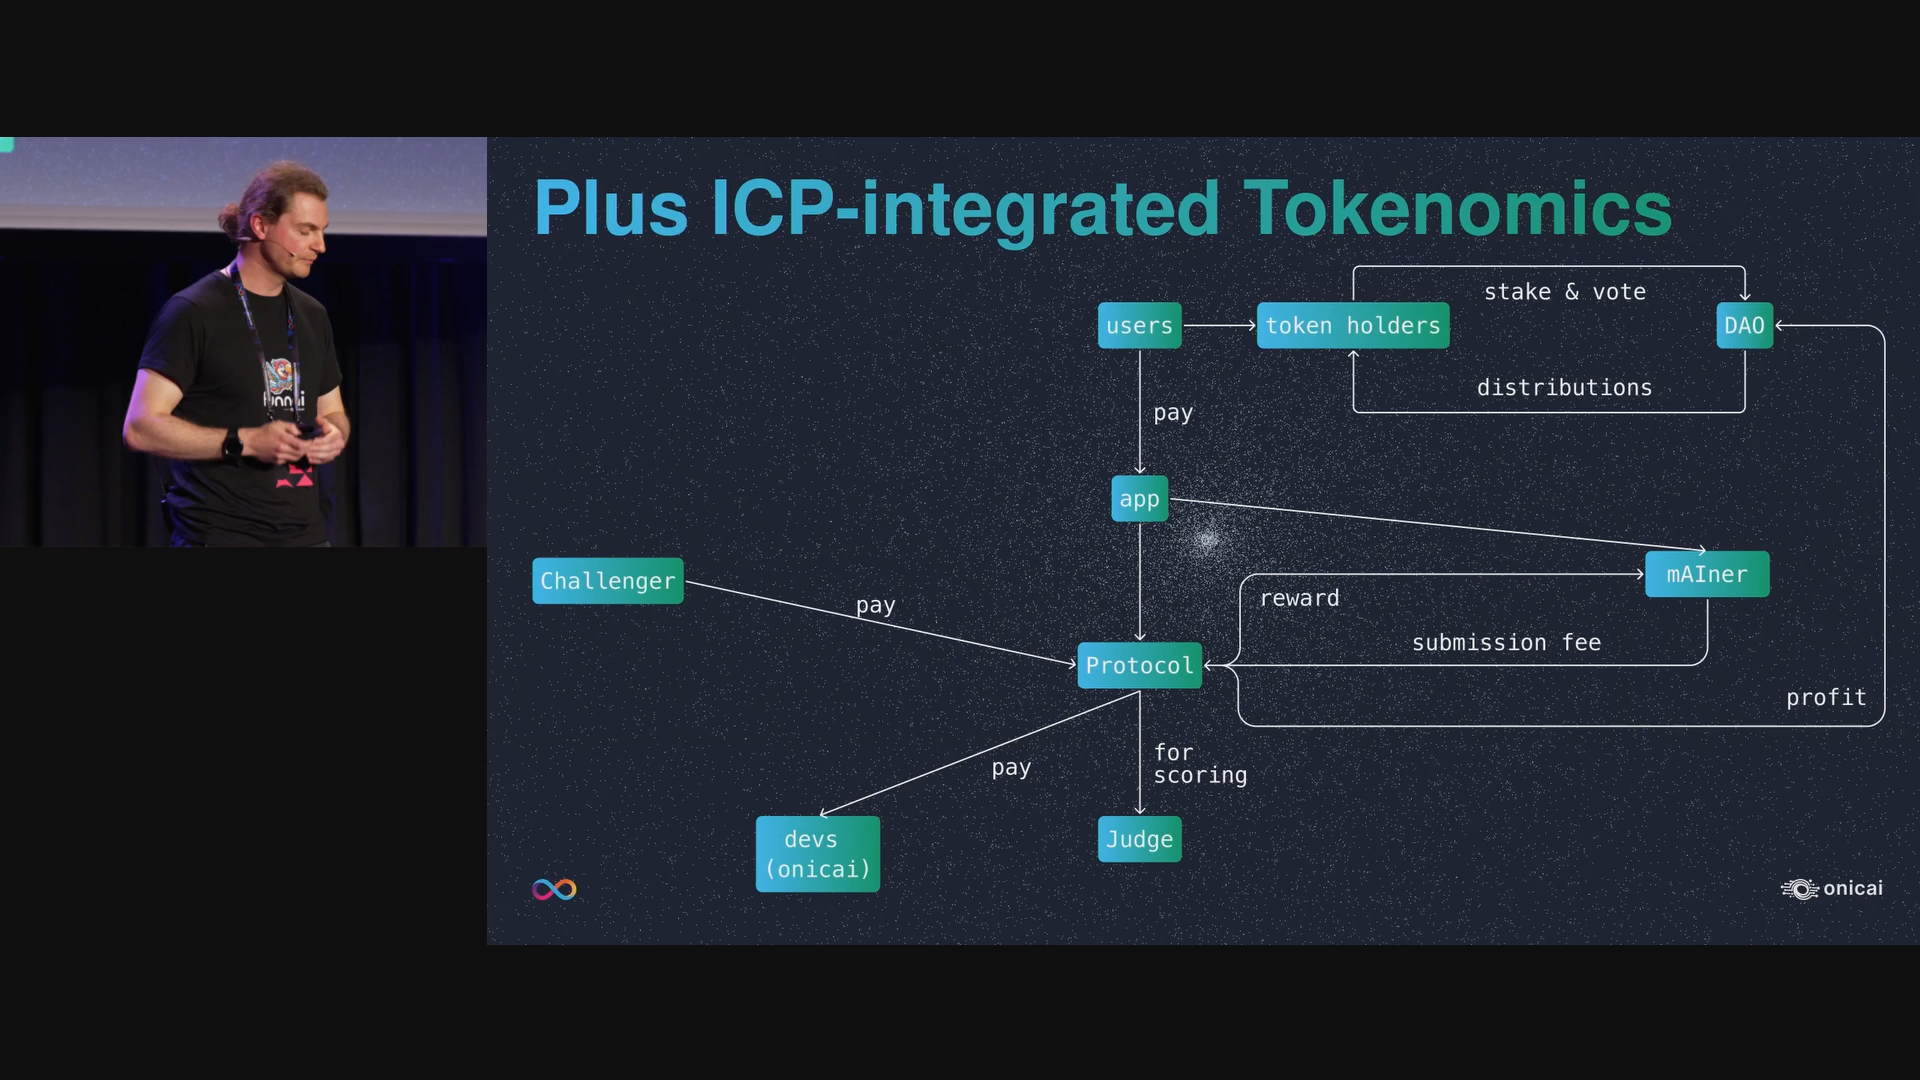 Plus ICP-integrated Tokenomics
stake & vote
users
token holders
DAO
distributions
pay
app
mAIner
Challenger
reward
pay
submission fee
Protocol
profit
for
scoring
pay
devs
(onicai)
Judge
onicai